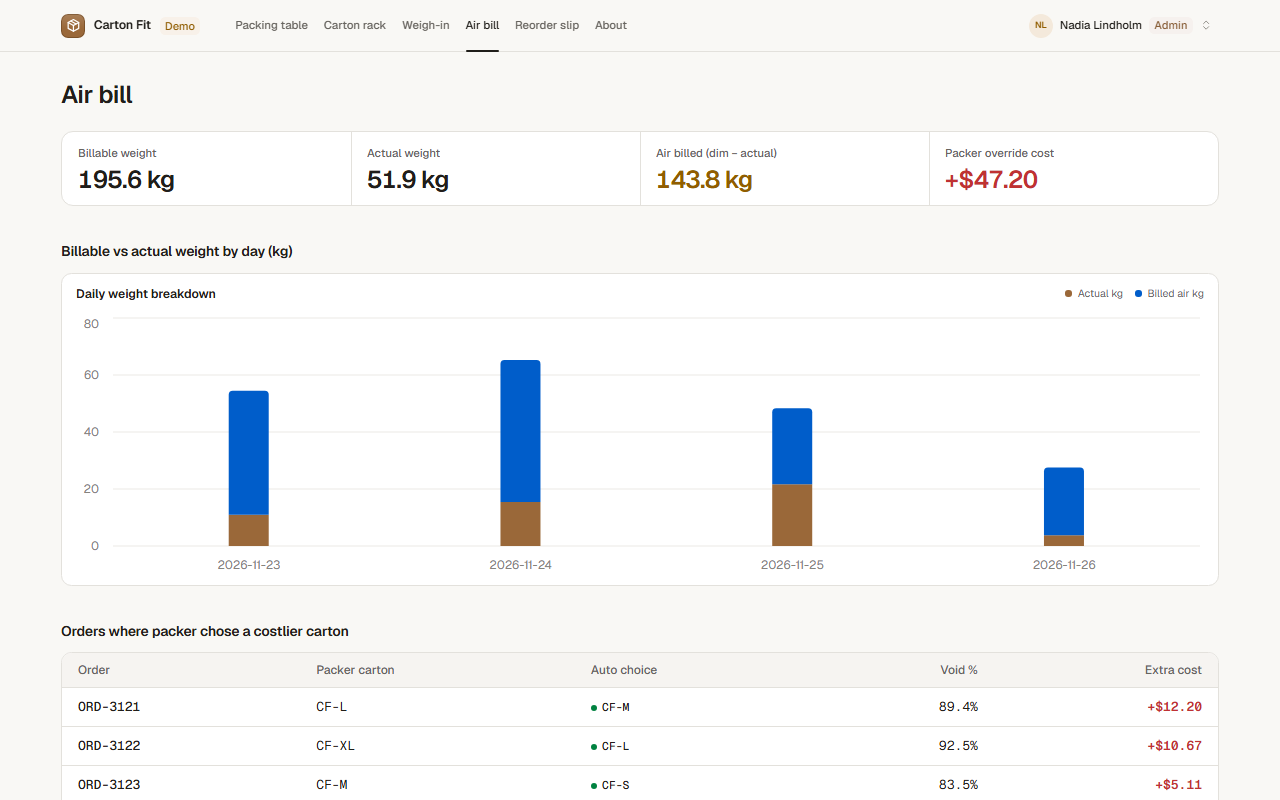 Carton Fit Demo Packing table Carton rack Weigh-in Air bill Reorder slip About NL Nadia Lindholm Admin
Air bill
Billable weight Actual weight Air billed (dim − actual) Packer override cost
195.6 kg 51.9 kg 143.8 kg +$47.20
Billable vs actual weight by day (kg)
Daily weight breakdown Actual kg Billed air kg
80
60
40
20
0
2026-11-23 2026-11-24 2026-11-25 2026-11-26
Orders where packer chose a costlier carton
Order Packer carton Auto choice Void % Extra cost
ORD-3121 CF-L CF-M 89.4% +$12.20
ORD-3122 CF-XL CF-L 92.5% +$10.67
ORD-3123 CF-M CF-S 83.5% +$5.11